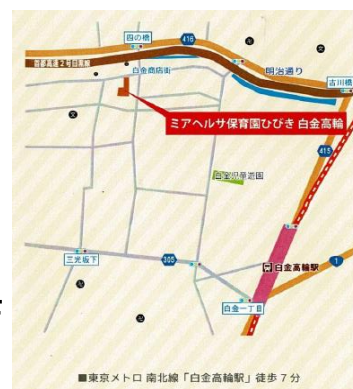 四の橋
416
首都高速2号目黒線
明治通り
白金商店街
古川橋
ミアヘルサ保育園ひびき 白金高輪
415
白金児童遊園
三光坂下
305
白金高輪駅
1
白金一丁目
■東京メトロ 南北線「白金高輪駅」徒歩7分